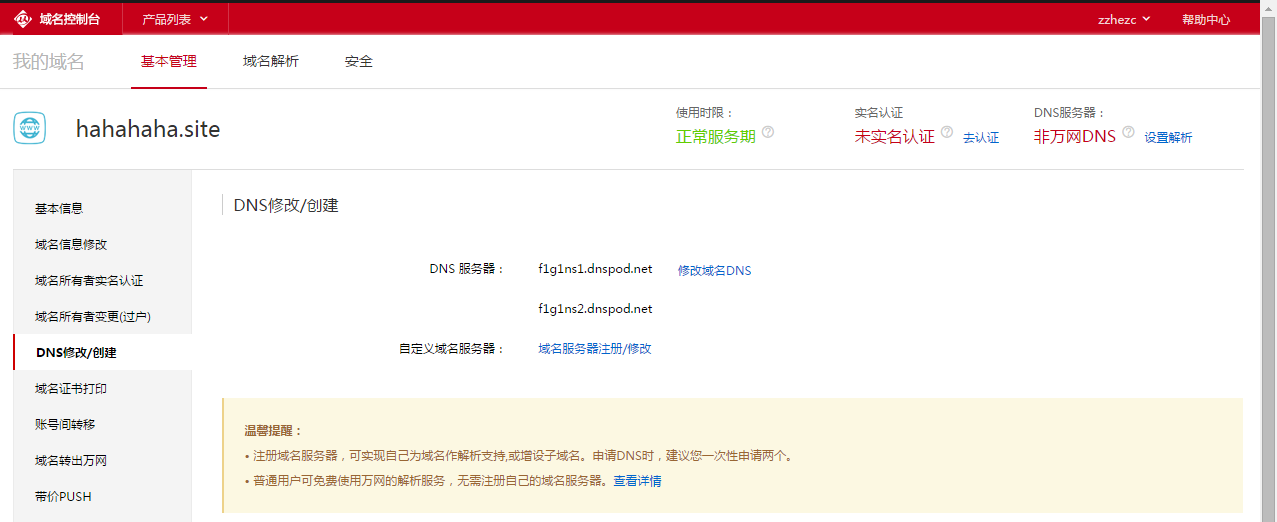 域名控制台 产品列表 zzhezc 帮助中心
我的域名 基本管理 域名解析 安全
使用时限： 实名认证 DNS服务器：
www hahahaha.site 正常服务期 ? 未实名认证 ? 去认证 非万网DNS ? 设置解析
DNS修改/创建
基本信息
域名信息修改
域名所有者实名认证
域名所有者变更(过户)
DNS修改/创建
域名证书打印
账号间转移
域名转出万网
带价PUSH
DNS 服务器： f1g1ns1.dnspod.net 修改域名DNS
f1g1ns2.dnspod.net
自定义域名服务器： 域名服务器注册/修改
温馨提醒：
• 注册域名服务器，可实现自己为域名作解析支持,或增设子域名。申请DNS时，建议您一次性申请两个。
• 普通用户可免费使用万网的解析服务，无需注册自己的域名服务器。查看详情